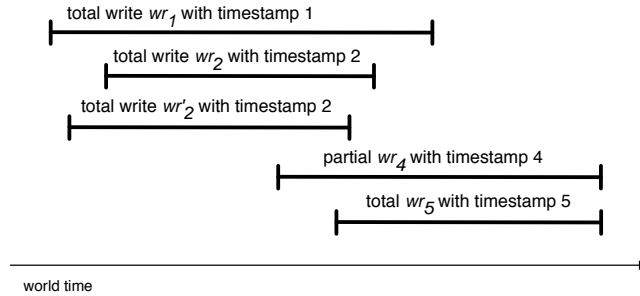 total write wr1 with timestamp 1
total write wr2 with timestamp 2
total write wr'2 with timestamp 2
partial wr4 with timestamp 4
total wr5 with timestamp 5
world time